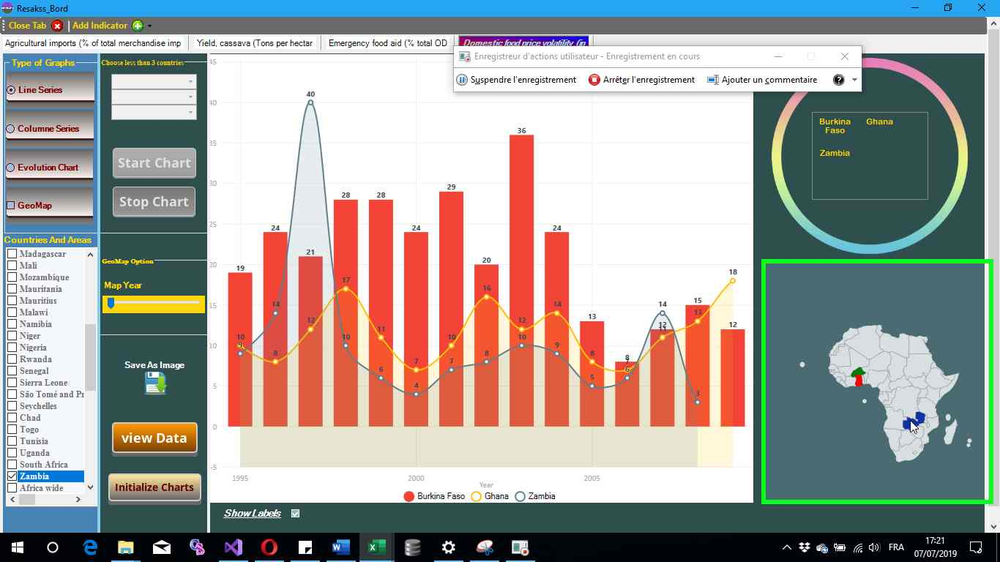 Resakss_Bord
Close Tab Add Indicator
Agricultural imports (% of total merchandise imp Yield, cassava (Tons per hectar Emergency food aid (% total OD Domestic food price volatility (in
Enregistreur d'actions utilisateur - Enregistrement en cours
Suspendre l'enregistrement Arrêter l'enregistrement Ajouter un commentaire
Type of Graphs
Line Series
Columne Series
Evolution Chart
GeoMap
Countries And Areas
Madagascar
Mali
Mozambique
Mauritania
Mauritius
Malawi
Namibia
Niger
Nigeria
Rwanda
Senegal
Sierra Leone
São Tomé and Pr
Seychelles
Chad
Togo
Tunisia
Uganda
South Africa
Zambia
Africa wide
Choose less than 3 countries
Start Chart
Stop Chart
GeoMap Option
Map Year
Save As Image
view Data
Initialize Charts
45
40
35
30
25
20
15
10
5
0
-5
19 24 21 28 28 24 29 20 36 24 13 8 12 15 12
10 8 12 17 11 7 10 16 12 14 8 7 11 13 18
9 14 40 10 6 4 7 8 10 9 5 6 14 3
1995 2000 2005
Year
Burkina Faso Ghana Zambia
Show Labels
Burkina Ghana
Faso
Zambia
FRA
17:21
07/07/2019